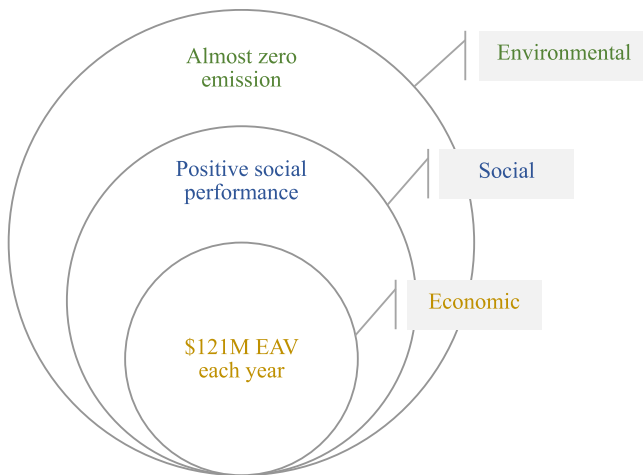 Almost zero
emission
Environmental
Positive social
performance
Social
Economic
$121M EAV
each year